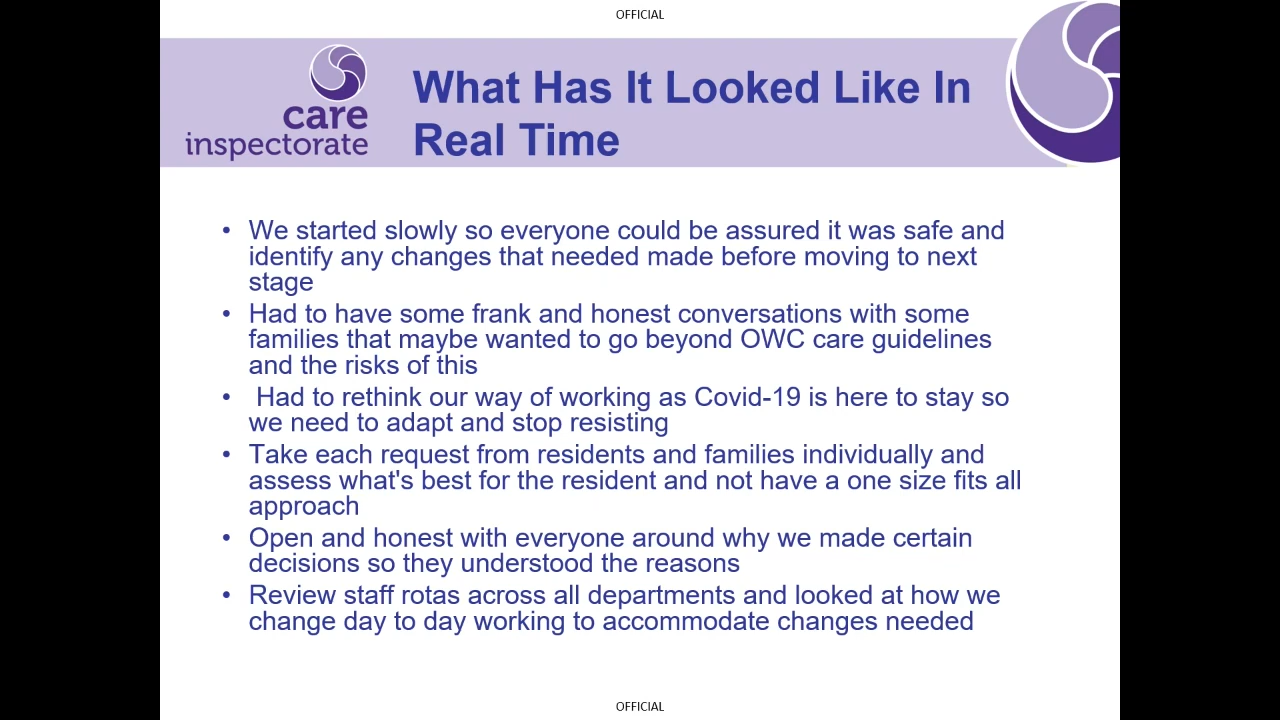 OFFICIAL
care
inspectorate
What Has It Looked Like In
Real Time
• We started slowly so everyone could be assured it was safe and
identify any changes that needed made before moving to next
stage
• Had to have some frank and honest conversations with some
families that maybe wanted to go beyond OWC care guidelines
and the risks of this
• Had to rethink our way of working as Covid-19 is here to stay so
we need to adapt and stop resisting
• Take each request from residents and families individually and
assess what's best for the resident and not have a one size fits all
approach
• Open and honest with everyone around why we made certain
decisions so they understood the reasons
• Review staff rotas across all departments and looked at how we
change day to day working to accommodate changes needed
OFFICIAL